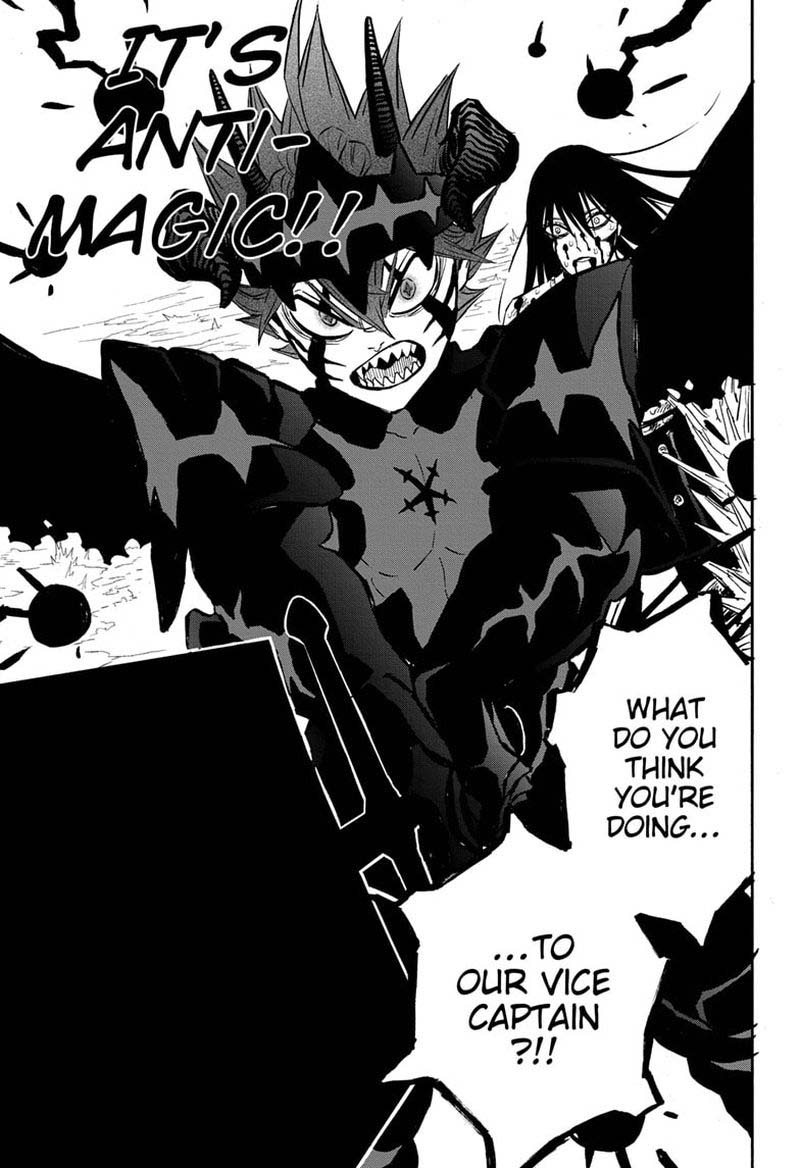 IT'S
ANTI-
MAGIC!!
WHAT
DO YOU
THINK
YOU'RE
DOING...
...TO
OUR VICE
CAPTAIN
?!!